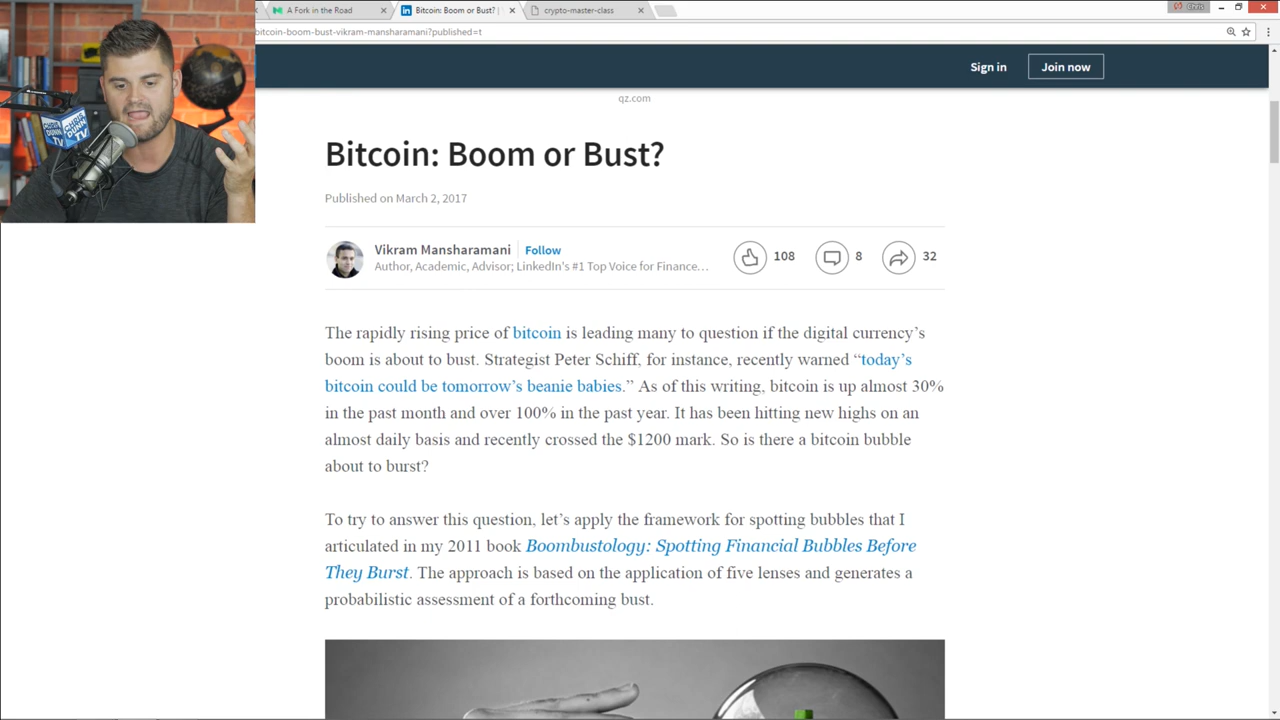 A Fork in the Road
Bitcoin: Boom or Bust? |
crypto-master-class
Chris
bitcoin-boom-bust-vikram-mansharamani?published=t
Sign in
Join now
CHRIS
DUNN
TV
qz.com
Bitcoin: Boom or Bust?
Published on March 2, 2017
Vikram Mansharamani
Follow
Author, Academic, Advisor; LinkedIn's #1 Top Voice for Finance…
108
8
32
The rapidly rising price of bitcoin is leading many to question if the digital currency’s
boom is about to bust. Strategist Peter Schiff, for instance, recently warned “today’s
bitcoin could be tomorrow’s beanie babies.” As of this writing, bitcoin is up almost 30%
in the past month and over 100% in the past year. It has been hitting new highs on an
almost daily basis and recently crossed the $1200 mark. So is there a bitcoin bubble
about to burst?
To try to answer this question, let’s apply the framework for spotting bubbles that I
articulated in my 2011 book Boombustology: Spotting Financial Bubbles Before
They Burst. The approach is based on the application of five lenses and generates a
probabilistic assessment of a forthcoming bust.